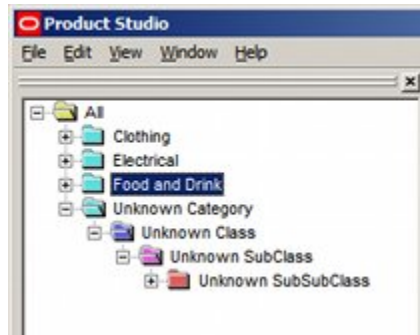 Product Studio
File Edit View Window Help
All
Clothing
Electrical
Food and Drink
Unknown Category
Unknown Class
Unknown SubClass
Unknown SubSubClass